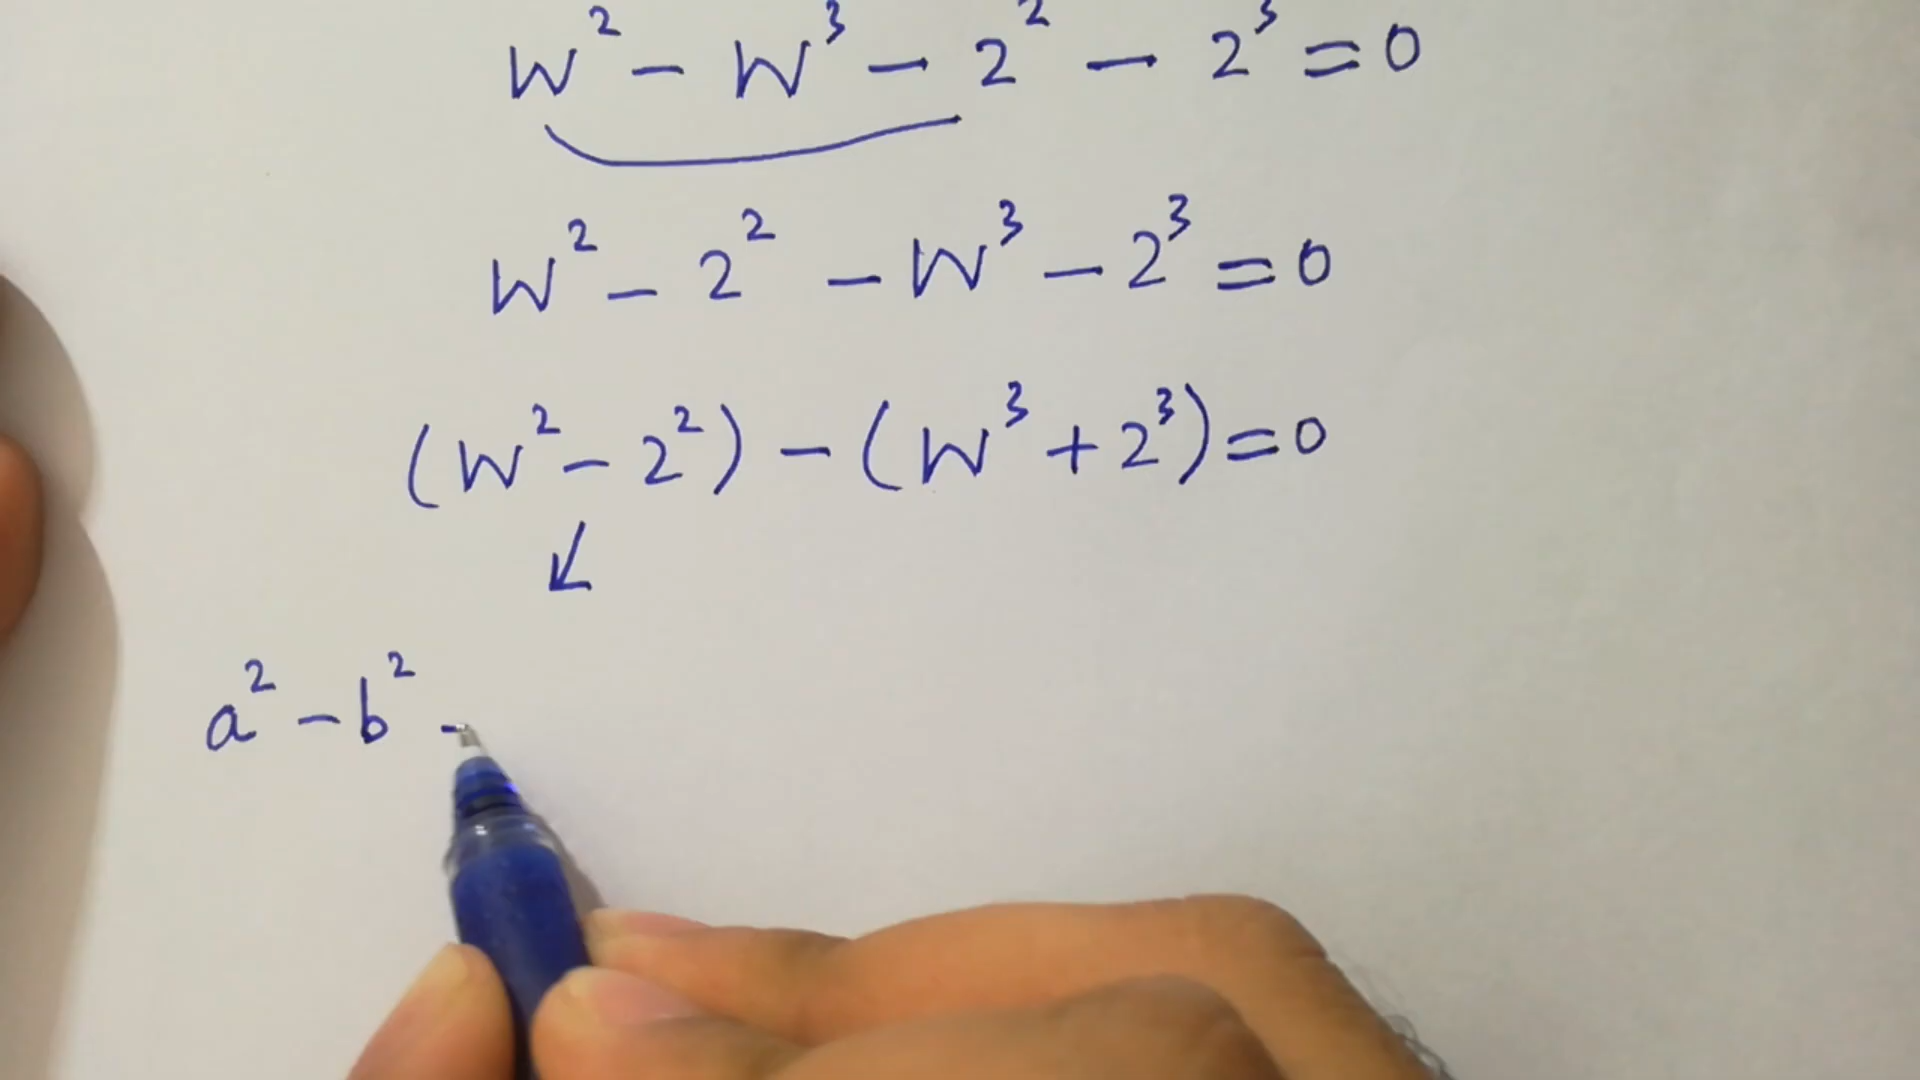 w² - w³ - 2² - 2³ = 0
w² - 2² - w³ - 2³ = 0
(w² - 2²) - (w³ + 2³) = 0
↙
a² - b² -